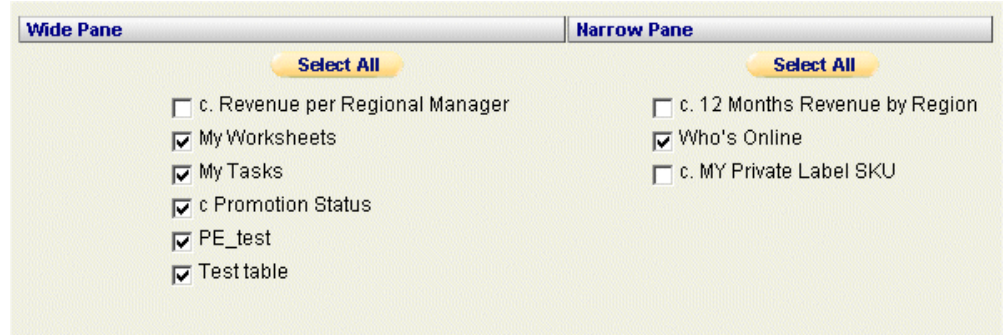 Wide Pane
Select All
c. Revenue per Regional Manager
My Worksheets
My Tasks
c Promotion Status
PE_test
Test table
Narrow Pane
Select All
c. 12 Months Revenue by Region
Who's Online
c. MY Private Label SKU